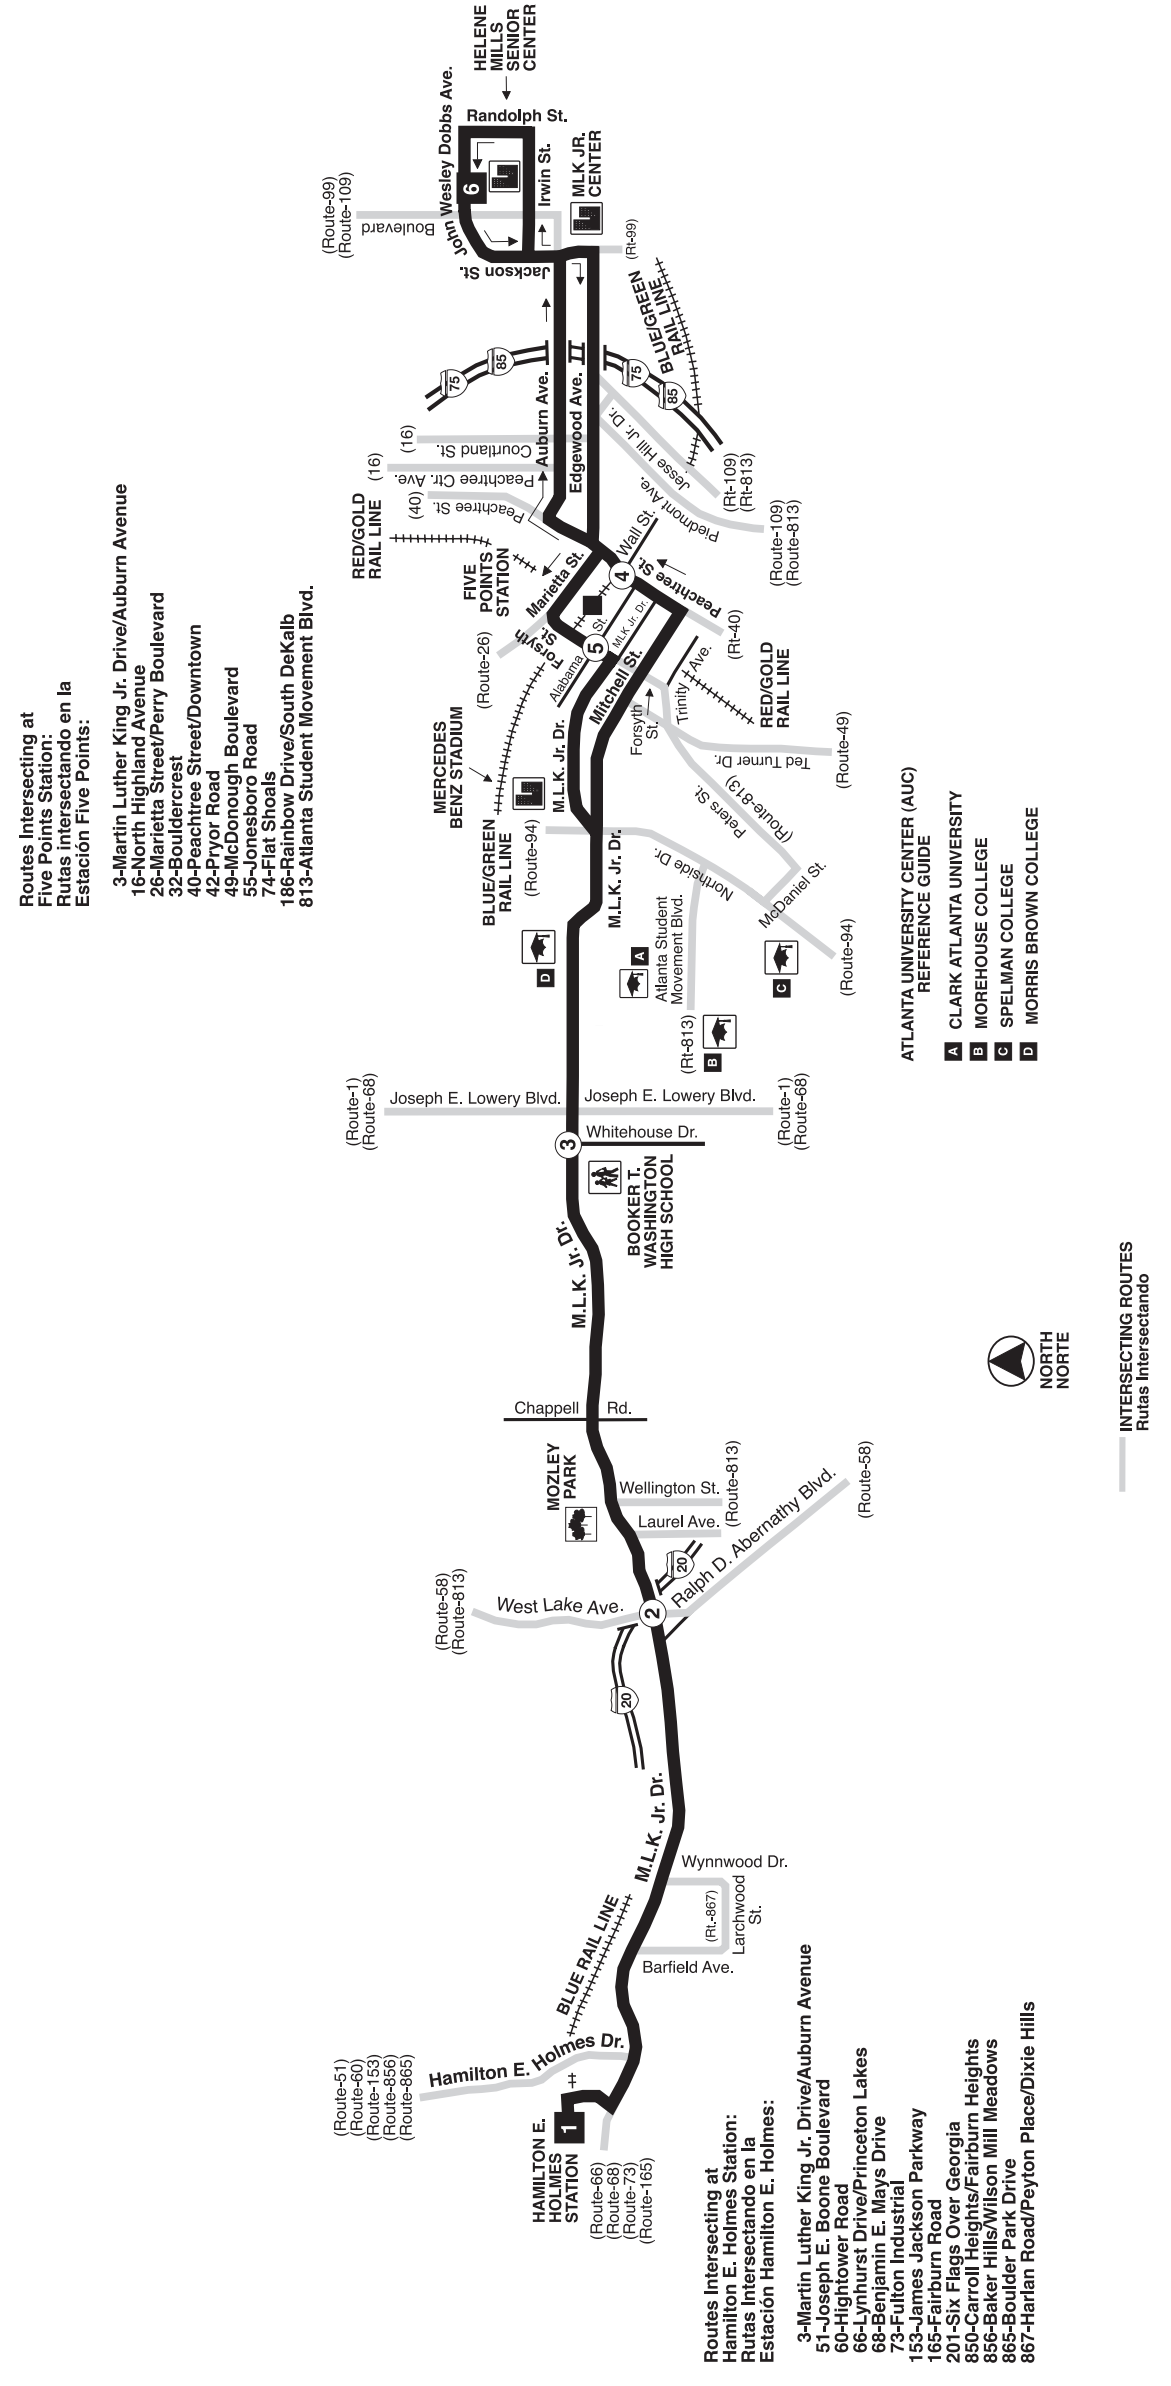 Routes Intersecting at
Five Points Station:
Rutas intersectando en la
Estación Five Points:
3-Martin Luther King Jr. Drive/Auburn Avenue
16-North Highland Avenue
26-Marietta Street/Perry Boulevard
32-Bouldercrest
40-Peachtree Street/Downtown
42-Pryor Road
49-McDonough Boulevard
55-Jonesboro Road
74-Flat Shoals
186-Rainbow Drive/South DeKalb
813-Atlanta Student Movement Blvd.
HELENE
MILLS
SENIOR
CENTER
John Wesley Dobbs Ave.
Randolph St.
6
Irwin St.
MLK JR.
CENTER
(Route-99)
(Route-109)
Boulevard
Jackson St.
(Rt-99)
BLUE/GREEN
RAIL LINE
75
85
75
85
Auburn Ave.
Edgewood Ave.
(16)
Courtland St.
(16)
Peachtree Ctr. Ave.
(40)
Peachtree St.
Jesse Hill Jr. Dr.
(Rt-109)
(Rt-813)
Piedmont Ave.
(Route-109)
(Route-813)
RED/GOLD
RAIL LINE
FIVE
POINTS
STATION
Marietta St.
Wall St.
4
Peachtree St.
(Rt-40)
Forsyth
St.
(Route-26)
5
Alabama
St.
MLK Jr. Dr.
Mitchell St.
Forsyth
St.
Trinity
Ave.
RED/GOLD
RAIL LINE
Ted Turner Dr.
(Route-49)
Peters St.
(Route-813)
MERCEDES
BENZ STADIUM
BLUE/GREEN
RAIL LINE
(Route-94)
M.L.K. Jr. Dr.
M.L.K. Jr. Dr.
Northside Dr.
McDaniel St.
(Route-94)
D
A
Atlanta Student
Movement Blvd.
(Rt-813)
B
C
ATLANTA UNIVERSITY CENTER (AUC)
REFERENCE GUIDE
A CLARK ATLANTA UNIVERSITY
B MOREHOUSE COLLEGE
C SPELMAN COLLEGE
D MORRIS BROWN COLLEGE
(Route-1)
(Route-68)
Joseph E. Lowery Blvd.
Joseph E. Lowery Blvd.
(Route-1)
(Route-68)
3
Whitehouse Dr.
BOOKER T.
WASHINGTON
HIGH SCHOOL
M.L.K. Jr. Dr.
Chappell
Rd.
MOZLEY
PARK
Wellington St.
Laurel Ave.
(Route-813)
20
Ralph D. Abernathy Blvd.
(Route-58)
(Route-58)
(Route-813)
West Lake Ave.
2
20
M.L.K. Jr. Dr.
Wynnwood Dr.
(Rt.-867)
Larchwood
St.
Barfield Ave.
BLUE RAIL LINE
Hamilton E. Holmes Dr.
(Route-51)
(Route-60)
(Route-153)
(Route-856)
(Route-865)
HAMILTON E.
HOLMES
STATION
1
(Route-66)
(Route-68)
(Route-73)
(Route-165)
Routes Intersecting at
Hamilton E. Holmes Station:
Rutas Intersectando en la
Estación Hamilton E. Holmes:
3-Martin Luther King Jr. Drive/Auburn Avenue
51-Joseph E. Boone Boulevard
60-Hightower Road
66-Lynhurst Drive/Princeton Lakes
68-Benjamin E. Mays Drive
73-Fulton Industrial
153-James Jackson Parkway
165-Fairburn Road
201-Six Flags Over Georgia
850-Carroll Heights/Fairburn Heights
856-Baker Hills/Wilson Mill Meadows
865-Boulder Park Drive
867-Harlan Road/Peyton Place/Dixie Hills
NORTH
NORTE
INTERSECTING ROUTES
Rutas Intersectando